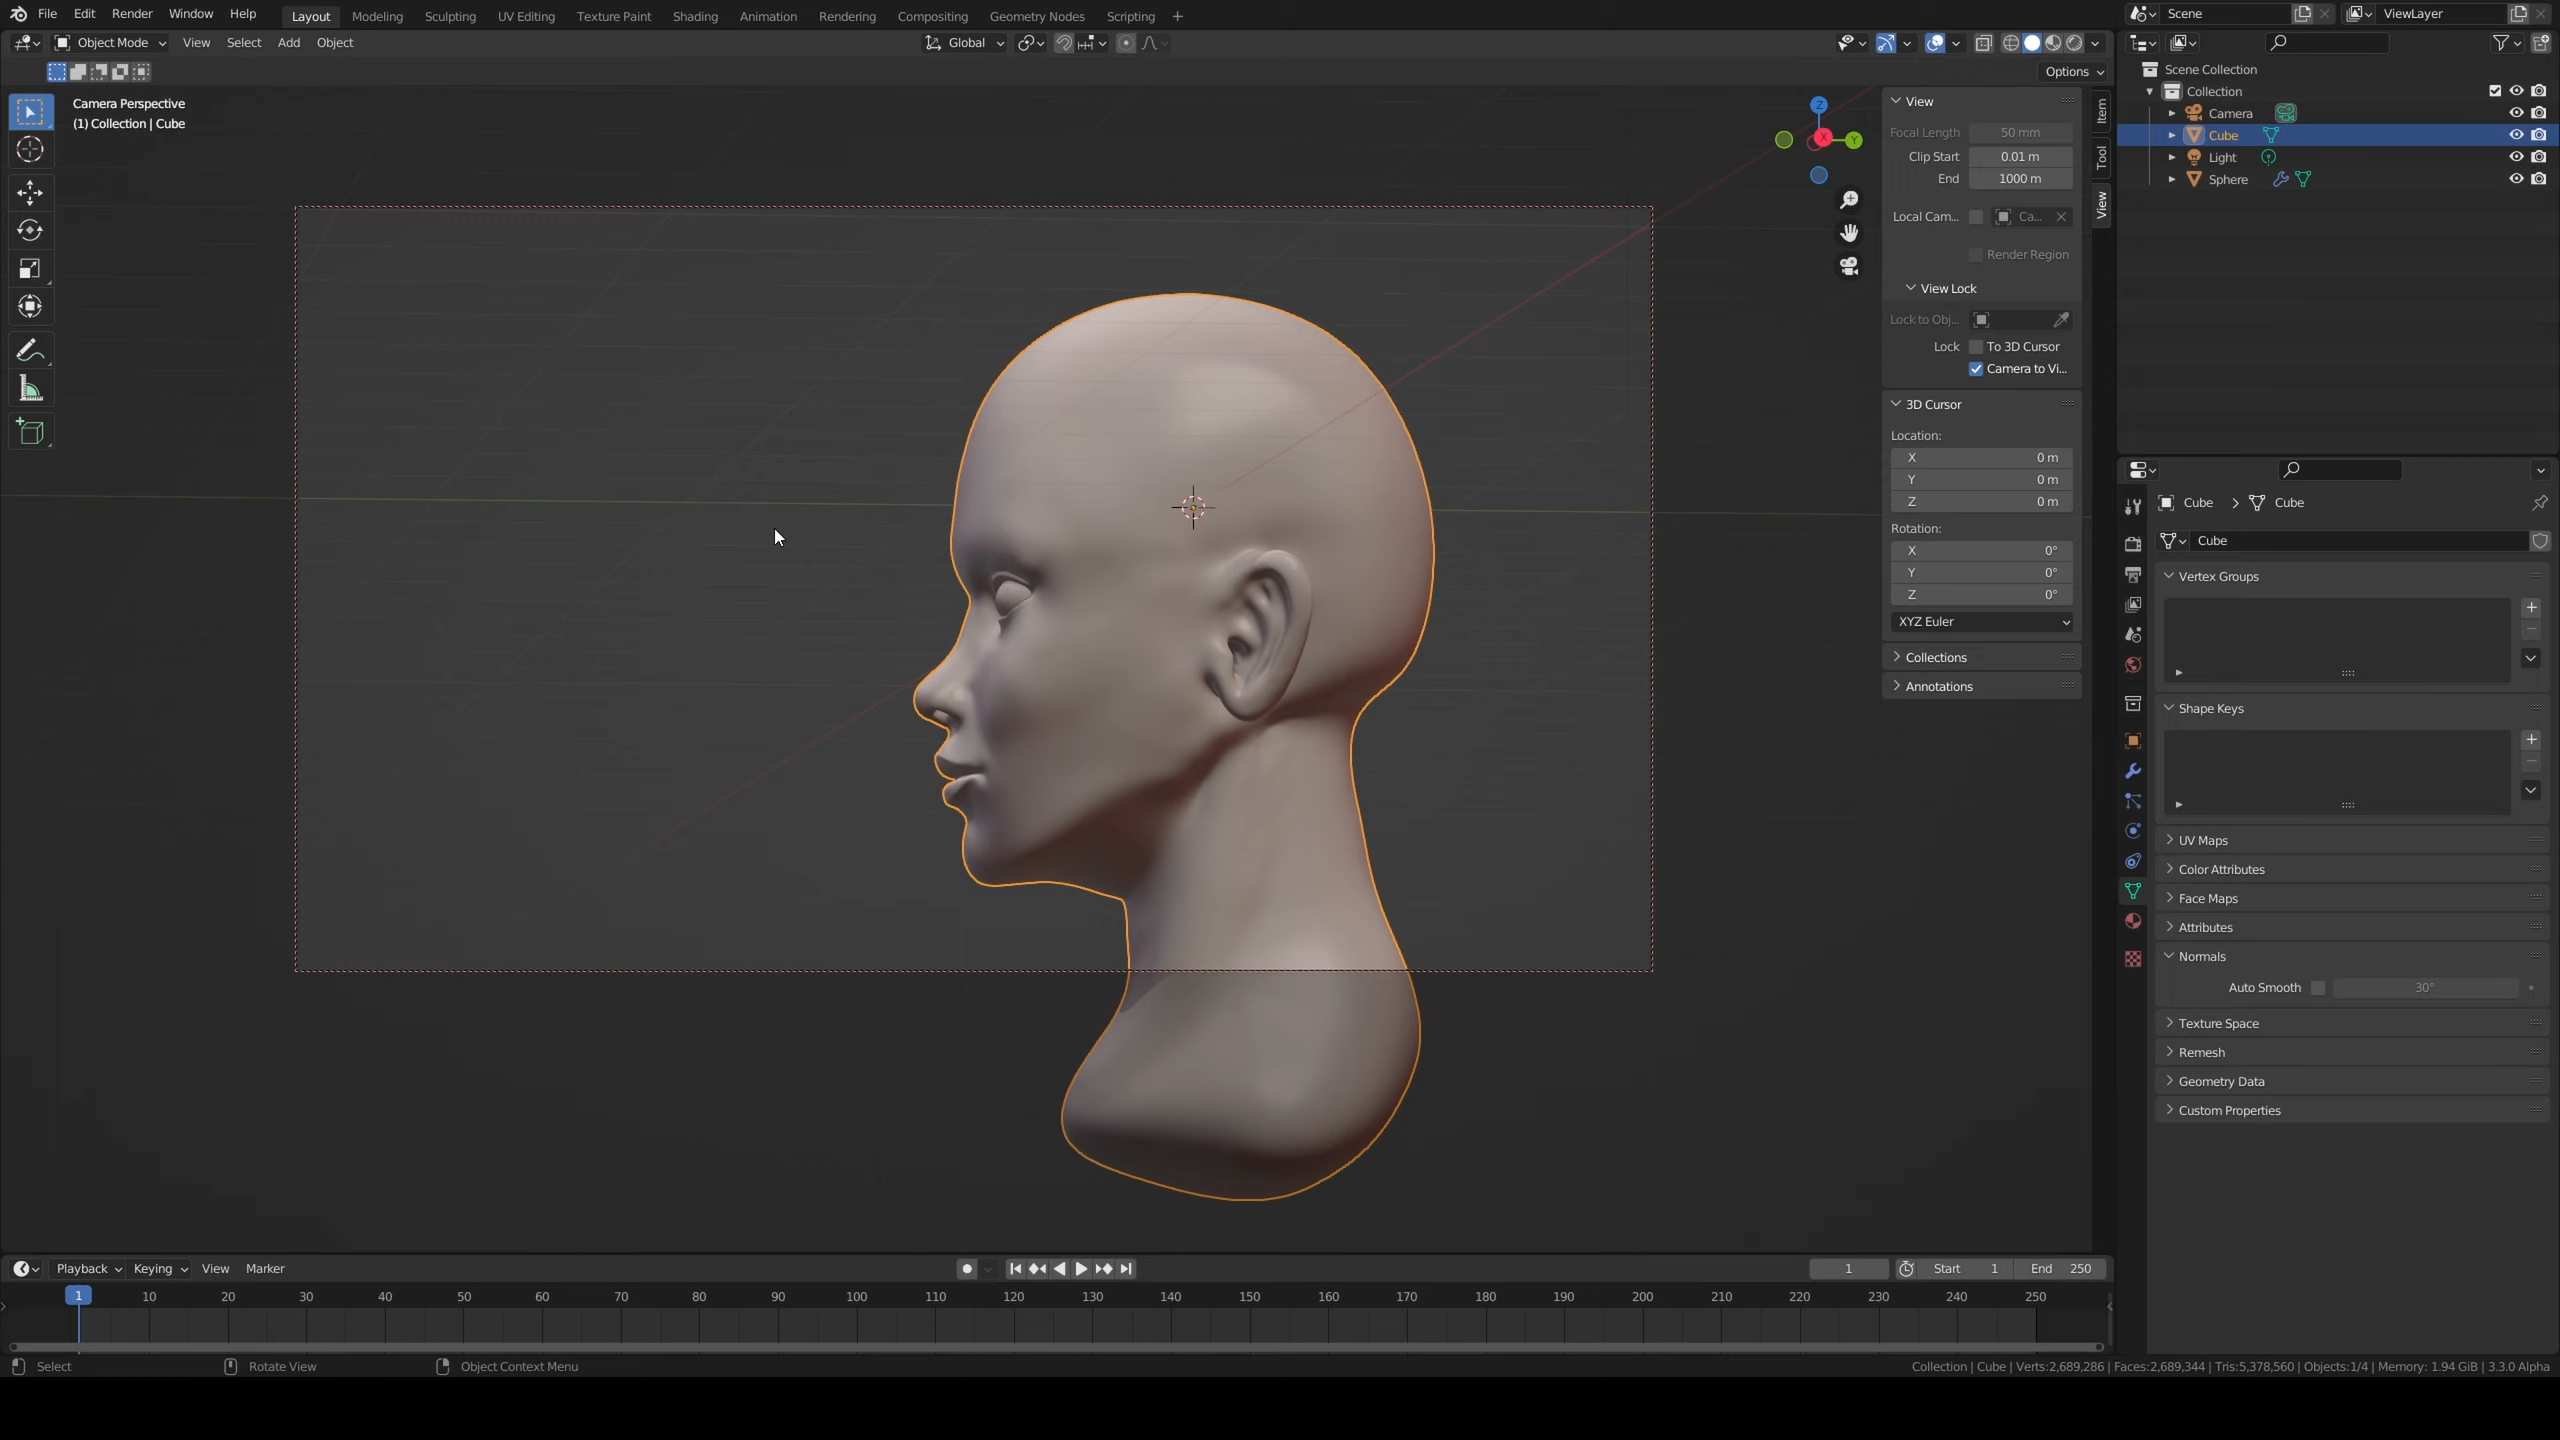 File Edit Render Window Help Layout Modeling Sculpting UV Editing Texture Paint Shading Animation Rendering Compositing Geometry Nodes Scripting + Scene ViewLayer
Object Mode View Select Add Object Global
Options
Camera Perspective
(1) Collection | Cube
Z
X
Y
View
Focal Length 50 mm
Clip Start 0.01 m
End 1000 m
Local Cam... Ca...
Render Region
View Lock
Lock to Obj...
Lock To 3D Cursor
Camera to Vi...
3D Cursor
Location:
X 0 m
Y 0 m
Z 0 m
Rotation:
X 0°
Y 0°
Z 0°
XYZ Euler
Collections
Annotations
Item
Tool
View
Scene Collection
Collection
Camera
Cube
Light
Sphere
Cube > Cube
Cube
Vertex Groups
Shape Keys
UV Maps
Color Attributes
Face Maps
Attributes
Normals
Auto Smooth 30°
Texture Space
Remesh
Geometry Data
Custom Properties
Playback Keying View Marker 1 Start 1 End 250
1 10 20 30 40 50 60 70 80 90 100 110 120 130 140 150 160 170 180 190 200 210 220 230 240 250
Select Rotate View Object Context Menu Collection | Cube | Verts:2,689,286 | Faces:2,689,344 | Tris:5,378,560 | Objects:1/4 | Memory: 1.94 GiB | 3.3.0 Alpha